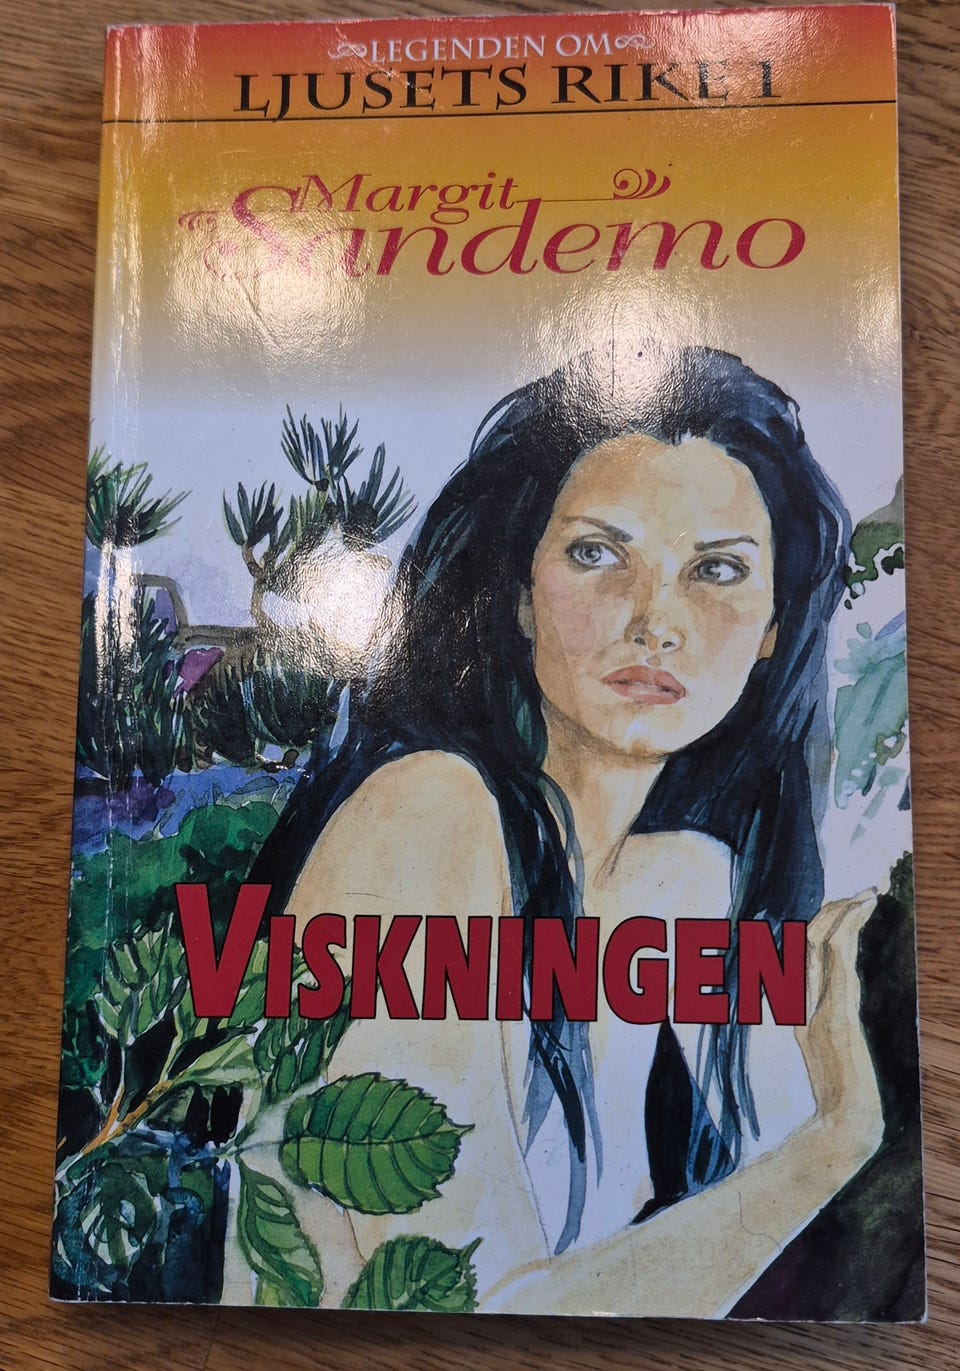 LEGENDEN OM
LJUSETS RIKE 1
Margit
Sandemo
VISKNINGEN